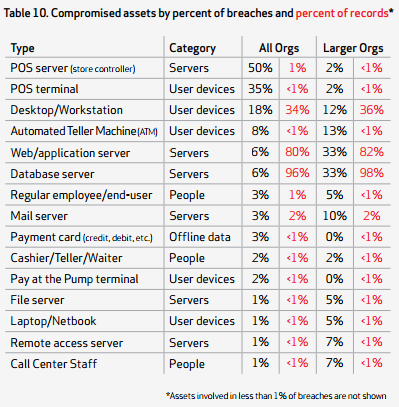 Table 10. Compromised assets by percent of breaches and percent of records*
Type Category All Orgs Larger Orgs
POS server (store controller) Servers 50% 1% 2% <1%
POS terminal User devices 35% <1% 2% <1%
Desktop/Workstation User devices 18% 34% 12% 36%
Automated Teller Machine (ATM) User devices 8% <1% 13% <1%
Web/application server Servers 6% 80% 33% 82%
Database server Servers 6% 96% 33% 98%
Regular employee/end-user People 3% 1% 5% <1%
Mail server Servers 3% 2% 10% 2%
Payment card (credit, debit, etc.) Offline data 3% <1% 0% <1%
Cashier/Teller/Waiter People 2% <1% 2% <1%
Pay at the Pump terminal User devices 2% <1% 0% <1%
File server Servers 1% <1% 5% <1%
Laptop/Netbook User devices 1% <1% 5% <1%
Remote access server Servers 1% <1% 7% <1%
Call Center Staff People 1% <1% 7% <1%
*Assets involved in less than 1% of breaches are not shown